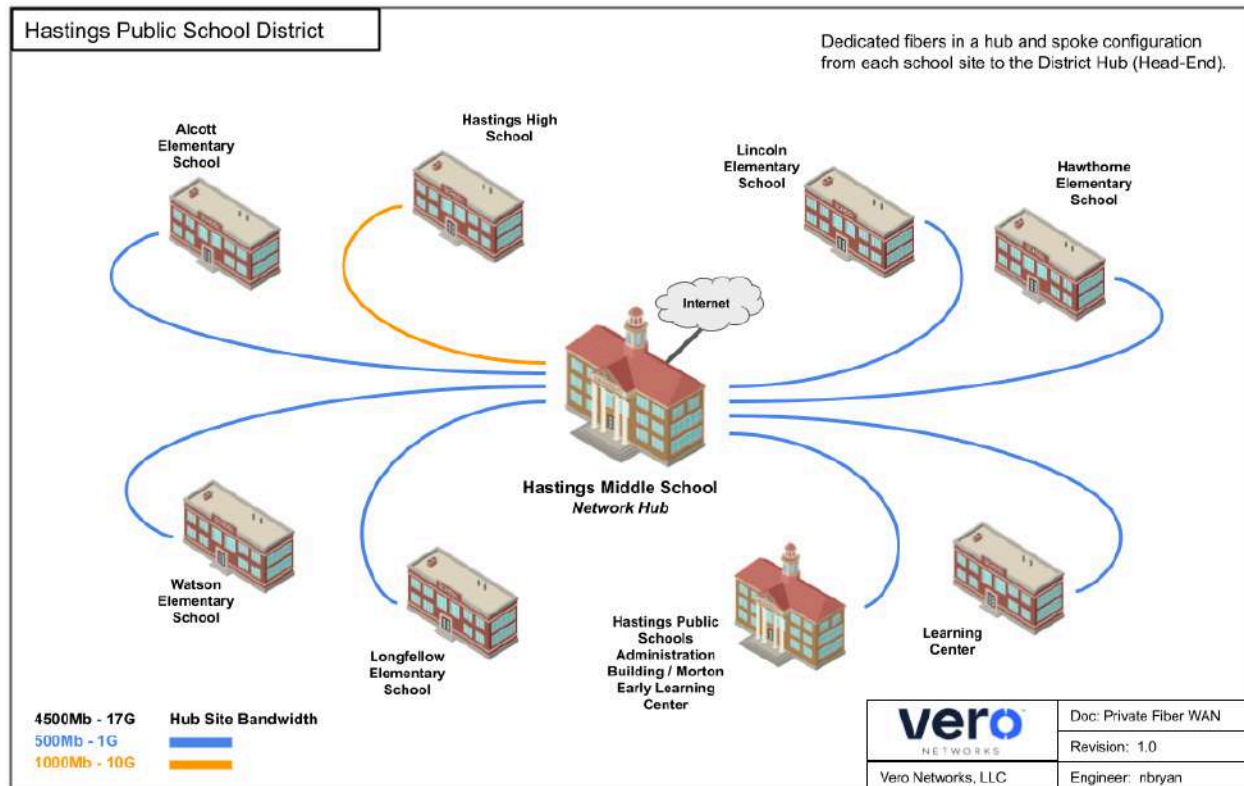 Hastings Public School District
Dedicated fibers in a hub and spoke configuration
from each school site to the District Hub (Head-End).
Alcott
Elementary
School
Hastings High
School
Lincoln
Elementary
School
Hawthorne
Elementary
School
Internet
Hastings Middle School
Network Hub
Watson
Elementary
School
Longfellow
Elementary
School
Hastings Public
Schools
Administration
Building / Morton
Early Learning
Center
Learning
Center
4500Mb - 17G Hub Site Bandwidth
500Mb - 1G
1000Mb - 10G
vero
NETWORKS
Vero Networks, LLC
Doc: Private Fiber WAN
Revision: 1.0
Engineer: nbryan